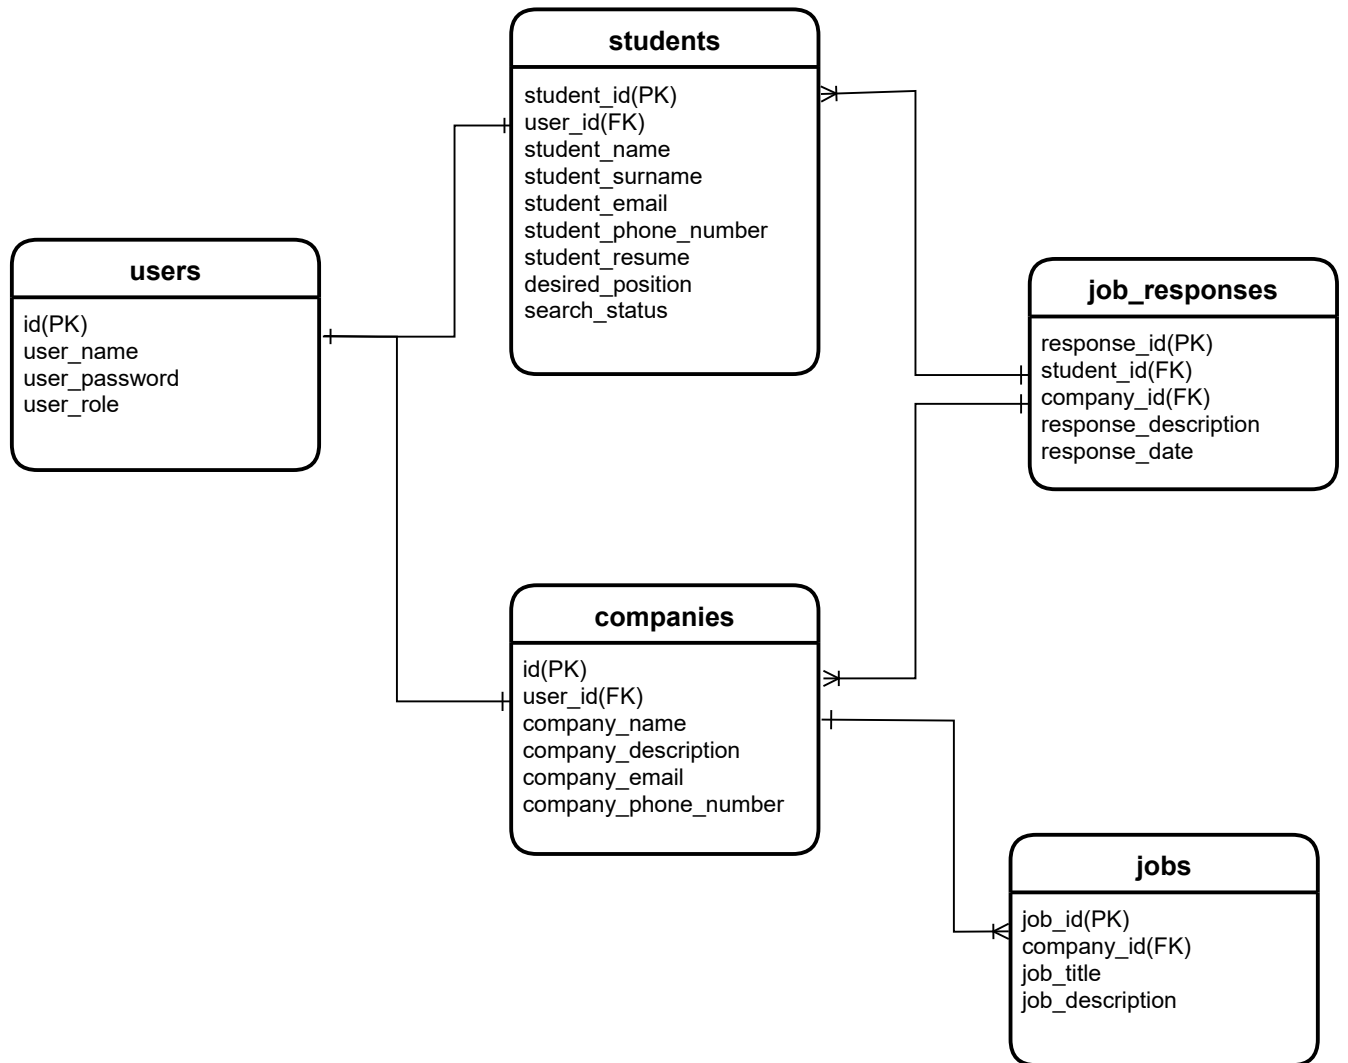 students
student_id(PK)
user_id(FK)
student_name
student_surname
student_email
student_phone_number
student_resume
desired_position
search_status
users
id(PK)
user_name
user_password
user_role
job_responses
response_id(PK)
student_id(FK)
company_id(FK)
response_description
response_date
companies
id(PK)
user_id(FK)
company_name
company_description
company_email
company_phone_number
jobs
job_id(PK)
company_id(FK)
job_title
job_description